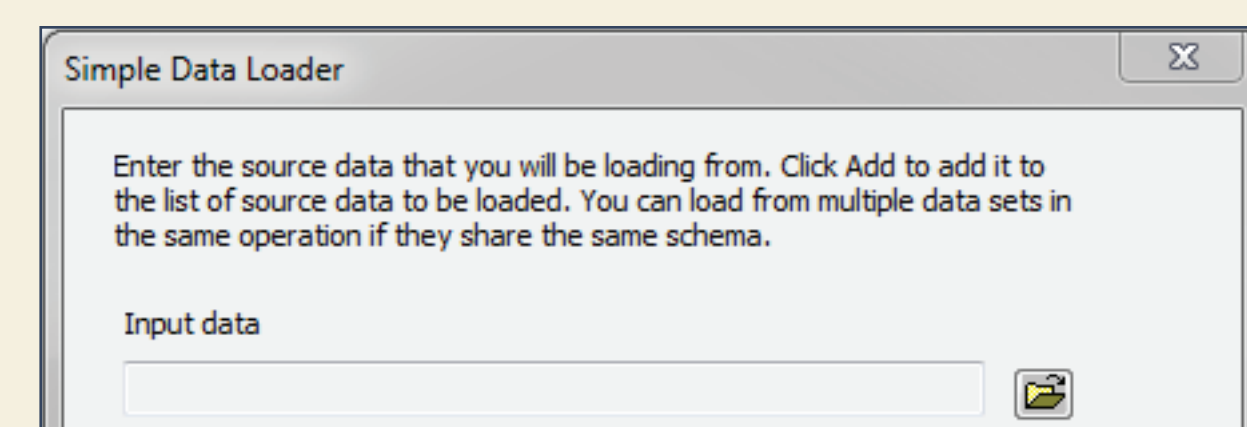 Simple Data Loader
Enter the source data that you will be loading from. Click Add to add it to
the list of source data to be loaded. You can load from multiple data sets in
the same operation if they share the same schema.
Input data